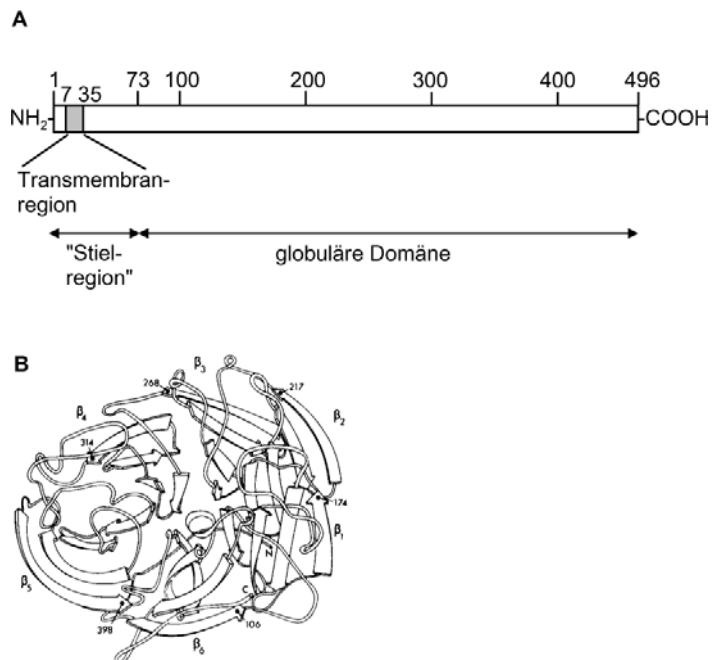 A
1 73 100 200 300 400 496
7 35
NH2 COOH
Transmembran-
region
"Stiel-
region"
globuläre Domäne
B
β3
268
217
β4
β2
314
174
β1
N
β5
C
398
106
β6